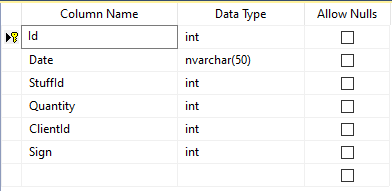 Column Name Data Type Allow Nulls
Id int
Date nvarchar(50)
StuffId int
Quantity int
ClientId int
Sign int